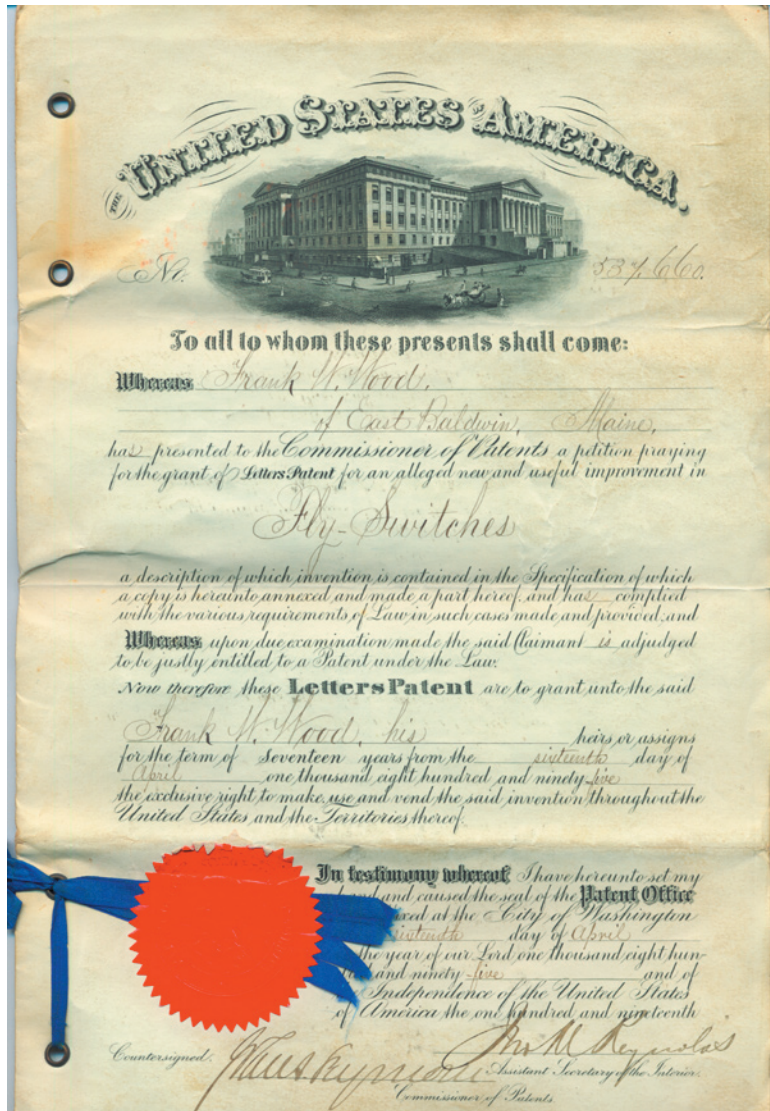 THE UNITED STATES OF AMERICA.
No. 537,660.
To all to whom these presents shall come:
Whereas Frank W. Wood,
of East Baldwin, Maine,
has presented to the Commissioner of Patents a petition praying
for the grant of Letters Patent for an alleged new and useful improvement in
Fly-Switches
a description of which invention is contained in the Specification of which
a copy is hereunto annexed and made a part hereof, and has complied
with the various requirements of Law in such cases made and provided, and
Whereas upon due examination made the said Claimant is adjudged
to be justly entitled to a Patent under the Law.
Now therefore these Letters Patent are to grant unto the said
Frank W. Wood, his heirs or assigns
for the term of Seventeen years from the sixteenth day of
April one thousand eight hundred and ninety-five
the exclusive right to make use and vend the said invention throughout the
United States and the Territories thereof.
In testimony whereof I have hereunto set my
and caused the seal of the Patent Office
at the City of Washington
sixteenth day of April
the year of our Lord one thousand eight hun-
and ninety-five and of
Independence of the United States
of America the one hundred and nineteenth
Jno. M. Reynolds
Countersigned.
Assistant Secretary of the Interior.
Commissioner of Patents